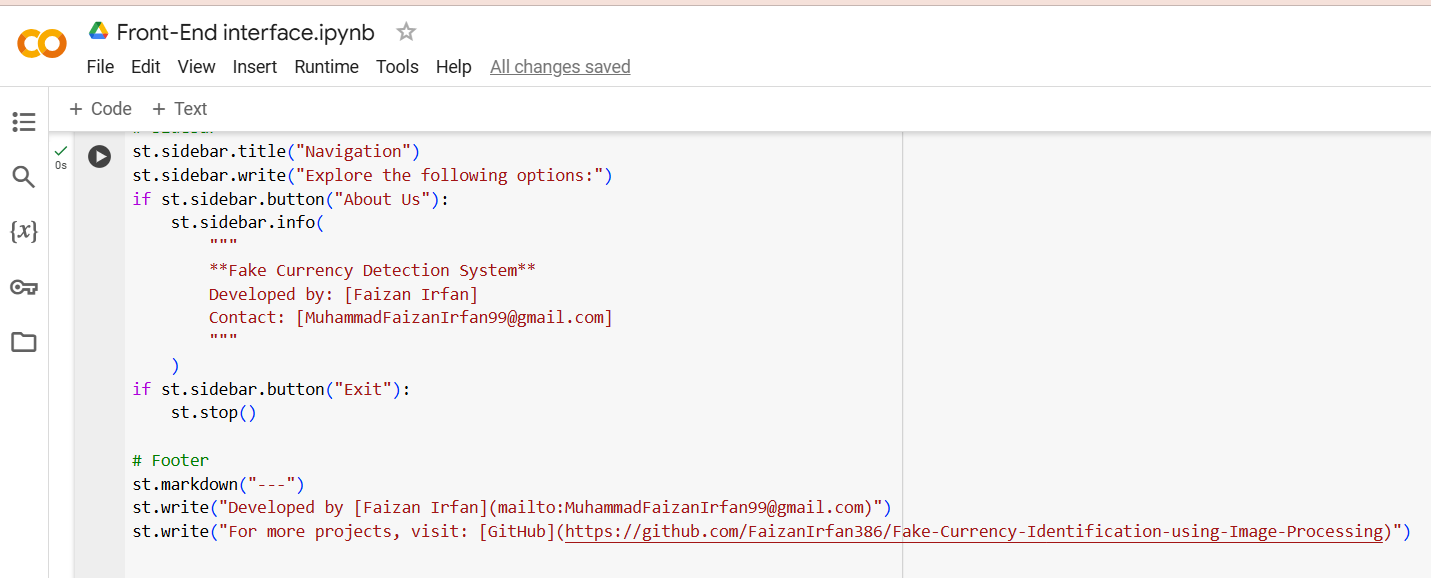 Front-End interface.ipynb
File Edit View Insert Runtime Tools Help All changes saved
+ Code + Text
st.sidebar.title("Navigation")
0s
st.sidebar.write("Explore the following options:")
if st.sidebar.button("About Us"):
    st.sidebar.info(
        """
        **Fake Currency Detection System**
        Developed by: [Faizan Irfan]
        Contact: [MuhammadFaizanIrfan99@gmail.com]
        """
    )
if st.sidebar.button("Exit"):
    st.stop()
# Footer
st.markdown("---")
st.write("Developed by [Faizan Irfan](mailto:MuhammadFaizanIrfan99@gmail.com)")
st.write("For more projects, visit: [GitHub](https://github.com/FaizanIrfan386/Fake-Currency-Identification-using-Image-Processing)")